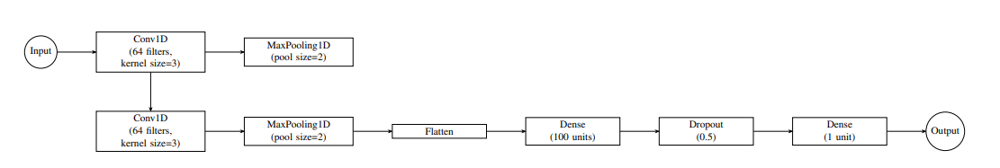 Input
Conv1D
(64 filters,
kernel size=3)
MaxPooling1D
(pool size=2)
Conv1D
(64 filters,
kernel size=3)
MaxPooling1D
(pool size=2)
Flatten
Dense
(100 units)
Dropout
(0.5)
Dense
(1 unit)
Output